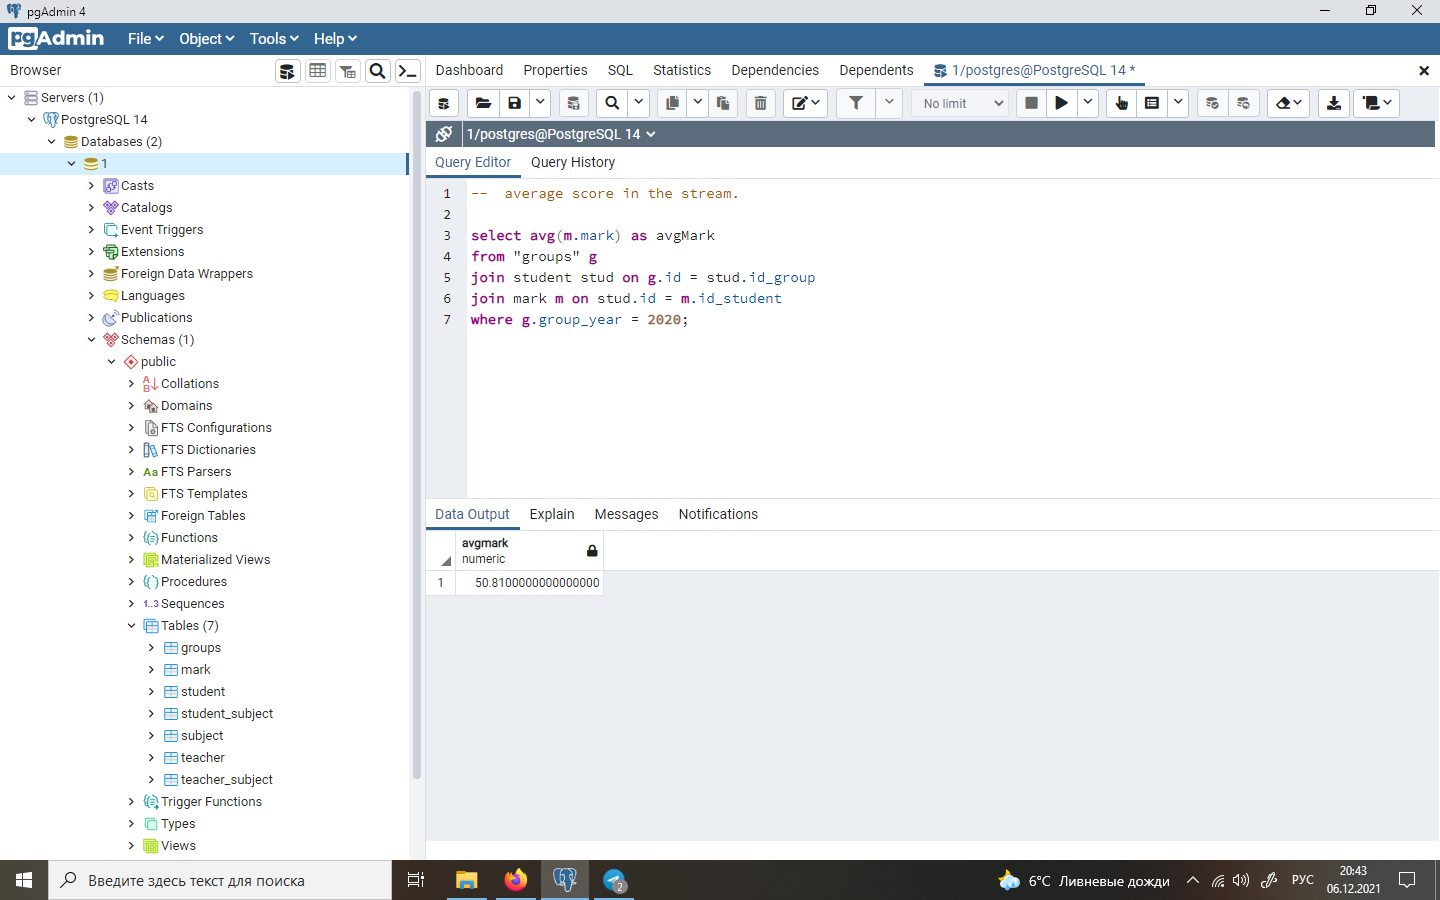 pgAdmin 4
pgAdmin File Object Tools Help
Browser
Dashboard Properties SQL Statistics Dependencies Dependents 1/postgres@PostgreSQL 14 *
No limit
1/postgres@PostgreSQL 14
Query Editor Query History
Servers (1)
PostgreSQL 14
Databases (2)
1
Casts
Catalogs
Event Triggers
Extensions
Foreign Data Wrappers
Languages
Publications
Schemas (1)
public
Collations
Domains
FTS Configurations
FTS Dictionaries
Aa FTS Parsers
FTS Templates
Foreign Tables
Functions
Materialized Views
Procedures
1..3 Sequences
Tables (7)
groups
mark
student
student_subject
subject
teacher
teacher_subject
Trigger Functions
Types
Views
1 --  average score in the stream.
2
3 select avg(m.mark) as avgMark
4 from "groups" g
5 join student stud on g.id = stud.id_group
6 join mark m on stud.id = m.id_student
7 where g.group_year = 2020;
Data Output Explain Messages Notifications
avgmark
numeric
1 50.8100000000000000
Введите здесь текст для поиска
2
6°C Ливневые дожди
РУС
20:43
06.12.2021